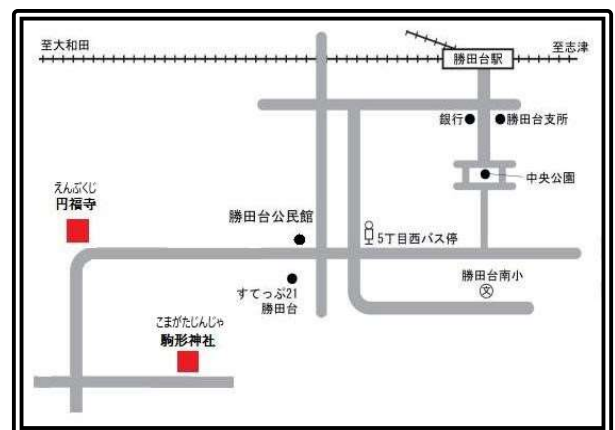 至大和田
至志津
勝田台駅
銀行
勝田台支所
中央公園
えんぷくじ
円福寺
勝田台公民館
5丁目西バス停
すてっぷ21
勝田台
勝田台南小
文
こまがたじんじゃ
駒形神社